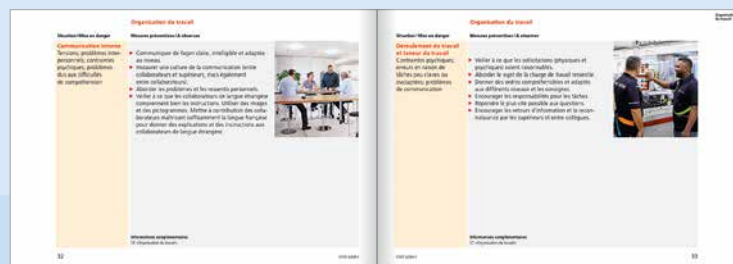 Organisation du travail
Situation/Mise en danger
Mesures préventives/À observer
Communication interne
Tensions, problèmes inter-
personnels, contraintes
psychiques, problèmes
dus aux difficultés
de compréhension
▶ Communiquer de façon claire, intelligible et adaptée
au niveau.
▶ Instaurer une culture de la communication (entre
collaborateurs et supérieurs, mais également
entre collaborateurs).
▶ Aborder les problèmes et les ressentis personnels.
▶ Veiller à ce que les collaborateurs de langue étrangère
comprennent bien les instructions. Utiliser des images
et des pictogrammes. Mettre à contribution des colla-
borateurs maîtrisant suffisamment la langue française
pour donner des explications et des instructions aux
collaborateurs de langue étrangère.
Informations complémentaires
32
Organisation du travail
Situation/Mise en danger
Mesures préventives/À observer
Déroulement du travail
et teneur du travail
Contraintes psychiques,
erreurs en raison de
tâches peu claires ou
inadaptées, problèmes
de communication
▶ Veiller à ce que les sollicitations (physiques et
psychiques) soient raisonnables.
▶ Aborder le sujet de la charge de travail ressentie
▶ Donner des ordres compréhensibles et adaptés
aux différents niveaux et les consigner.
▶ Encourager les responsabilités pour les tâches.
▶ Répondre le plus vite possible aux questions.
▶ Encourager les retours d'information et la recon-
naissance par les supérieurs et entre collègues.
Informations complémentaires
33